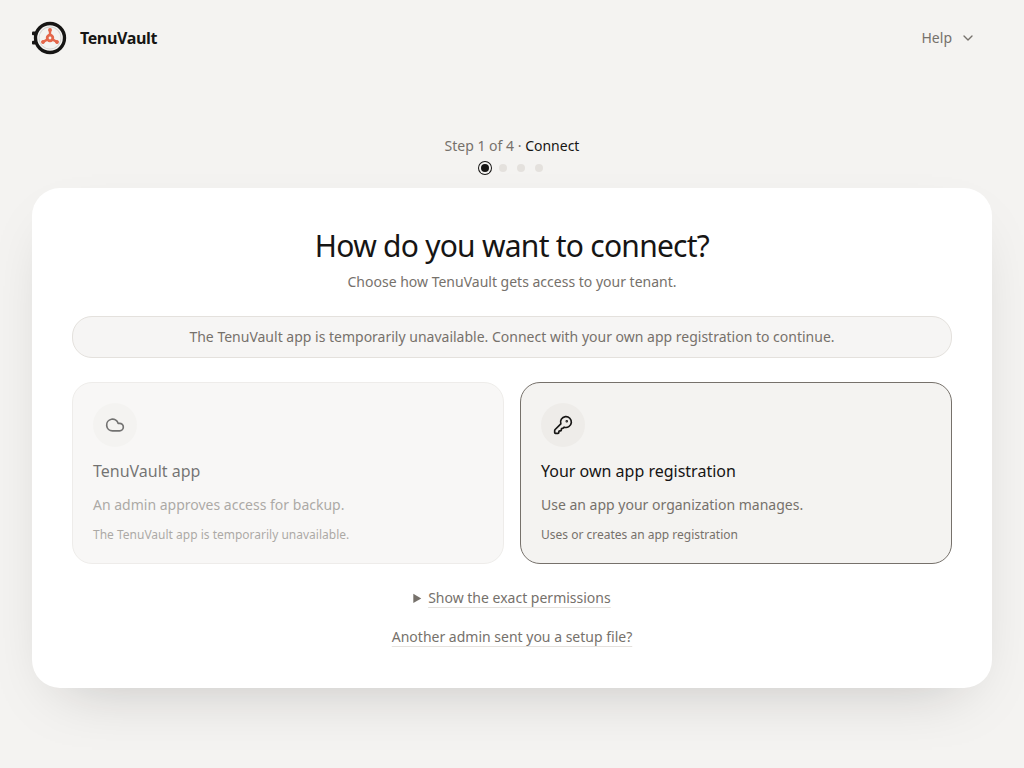 TenuVault
Help
Step 1 of 4 · Connect
How do you want to connect?
Choose how TenuVault gets access to your tenant.
The TenuVault app is temporarily unavailable. Connect with your own app registration to continue.
TenuVault app
An admin approves access for backup.
The TenuVault app is temporarily unavailable.
Your own app registration
Use an app your organization manages.
Uses or creates an app registration
Show the exact permissions
Another admin sent you a setup file?